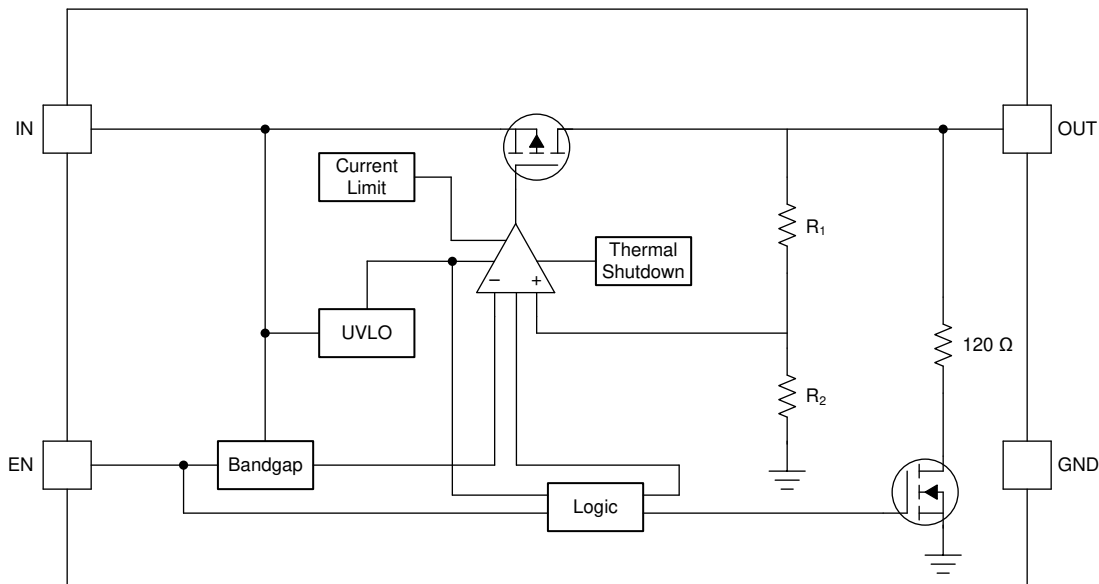 IN
OUT
Current
Limit
R₁
Thermal
Shutdown
− +
UVLO
120 Ω
R₂
EN
Bandgap
GND
Logic